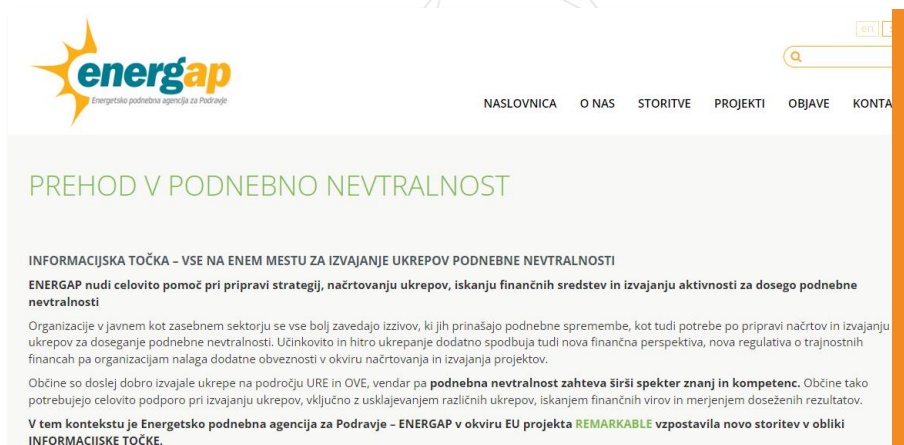 en
energap
Energetsko podnebna agencija za Podravje
NASLOVNICA O NAS STORITVE PROJEKTI OBJAVE KONTA
PREHOD V PODNEBNO NEVTRALNOST
INFORMACIJSKA TOČKA – VSE NA ENEM MESTU ZA IZVAJANJE UKREPOV PODNEBNE NEVTRALNOSTI
ENERGAP nudi celovito pomoč pri pripravi strategij, načrtovanju ukrepov, iskanju finančnih sredstev in izvajanju aktivnosti za dosego podnebne
nevtralnosti
Organizacije v javnem kot zasebnem sektorju se vse bolj zavedajo izzivov, ki jih prinašajo podnebne spremembe, kot tudi potrebe po pripravi načrtov in izvajanju
ukrepov za doseganje podnebne nevtralnosti. Učinkovito in hitro ukrepanje dodatno spodbuja tudi nova finančna perspektiva, nova regulativa o trajnostnih
financah pa organizacijam nalaga dodatne obveznosti v okviru načrtovanja in izvajanja projektov.
Občine so doslej dobro izvajale ukrepe na področju URE in OVE, vendar pa podnebna nevtralnost zahteva širši spekter znanj in kompetenc. Občine tako
potrebujejo celovito podporo pri izvajanju ukrepov, vključno z usklajevanjem različnih ukrepov, iskanjem finančnih virov in merjenjem doseženih rezultatov.
V tem kontekstu je Energetsko podnebna agencija za Podravje – ENERGAP v okviru EU projekta REMARKABLE vzpostavila novo storitev v obliki
INFORMACIJSKE TOČKE.